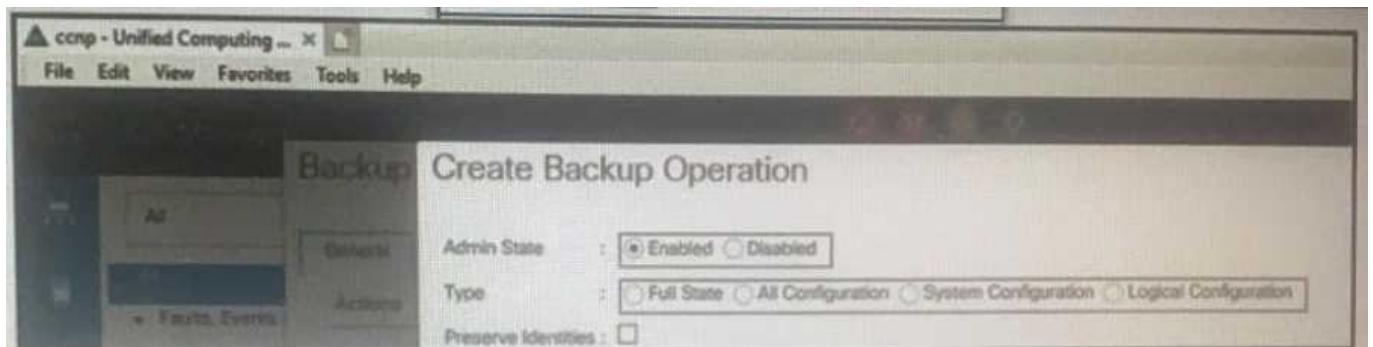 ccnp - Unified Computing ...
File Edit View Favorites Tools Help
Backup
Create Backup Operation
All
General
Admin State : Enabled Disabled
Actions
Type : Full State All Configuration System Configuration Logical Configuration
Faults, Events
Preserve Identities :